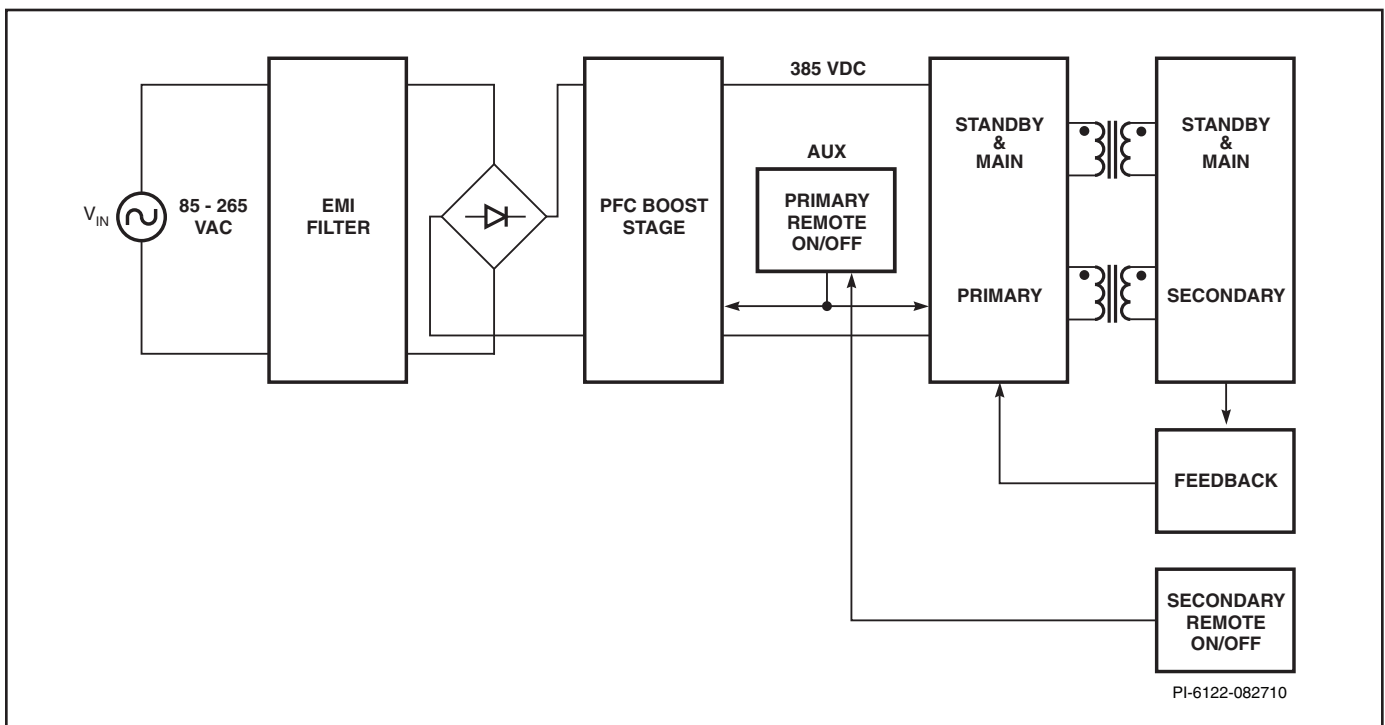 V_IN
85 - 265
VAC
EMI
FILTER
PFC BOOST
STAGE
385 VDC
AUX
PRIMARY
REMOTE
ON/OFF
STANDBY
&
MAIN
PRIMARY
STANDBY
&
MAIN
SECONDARY
FEEDBACK
SECONDARY
REMOTE
ON/OFF
PI-6122-082710